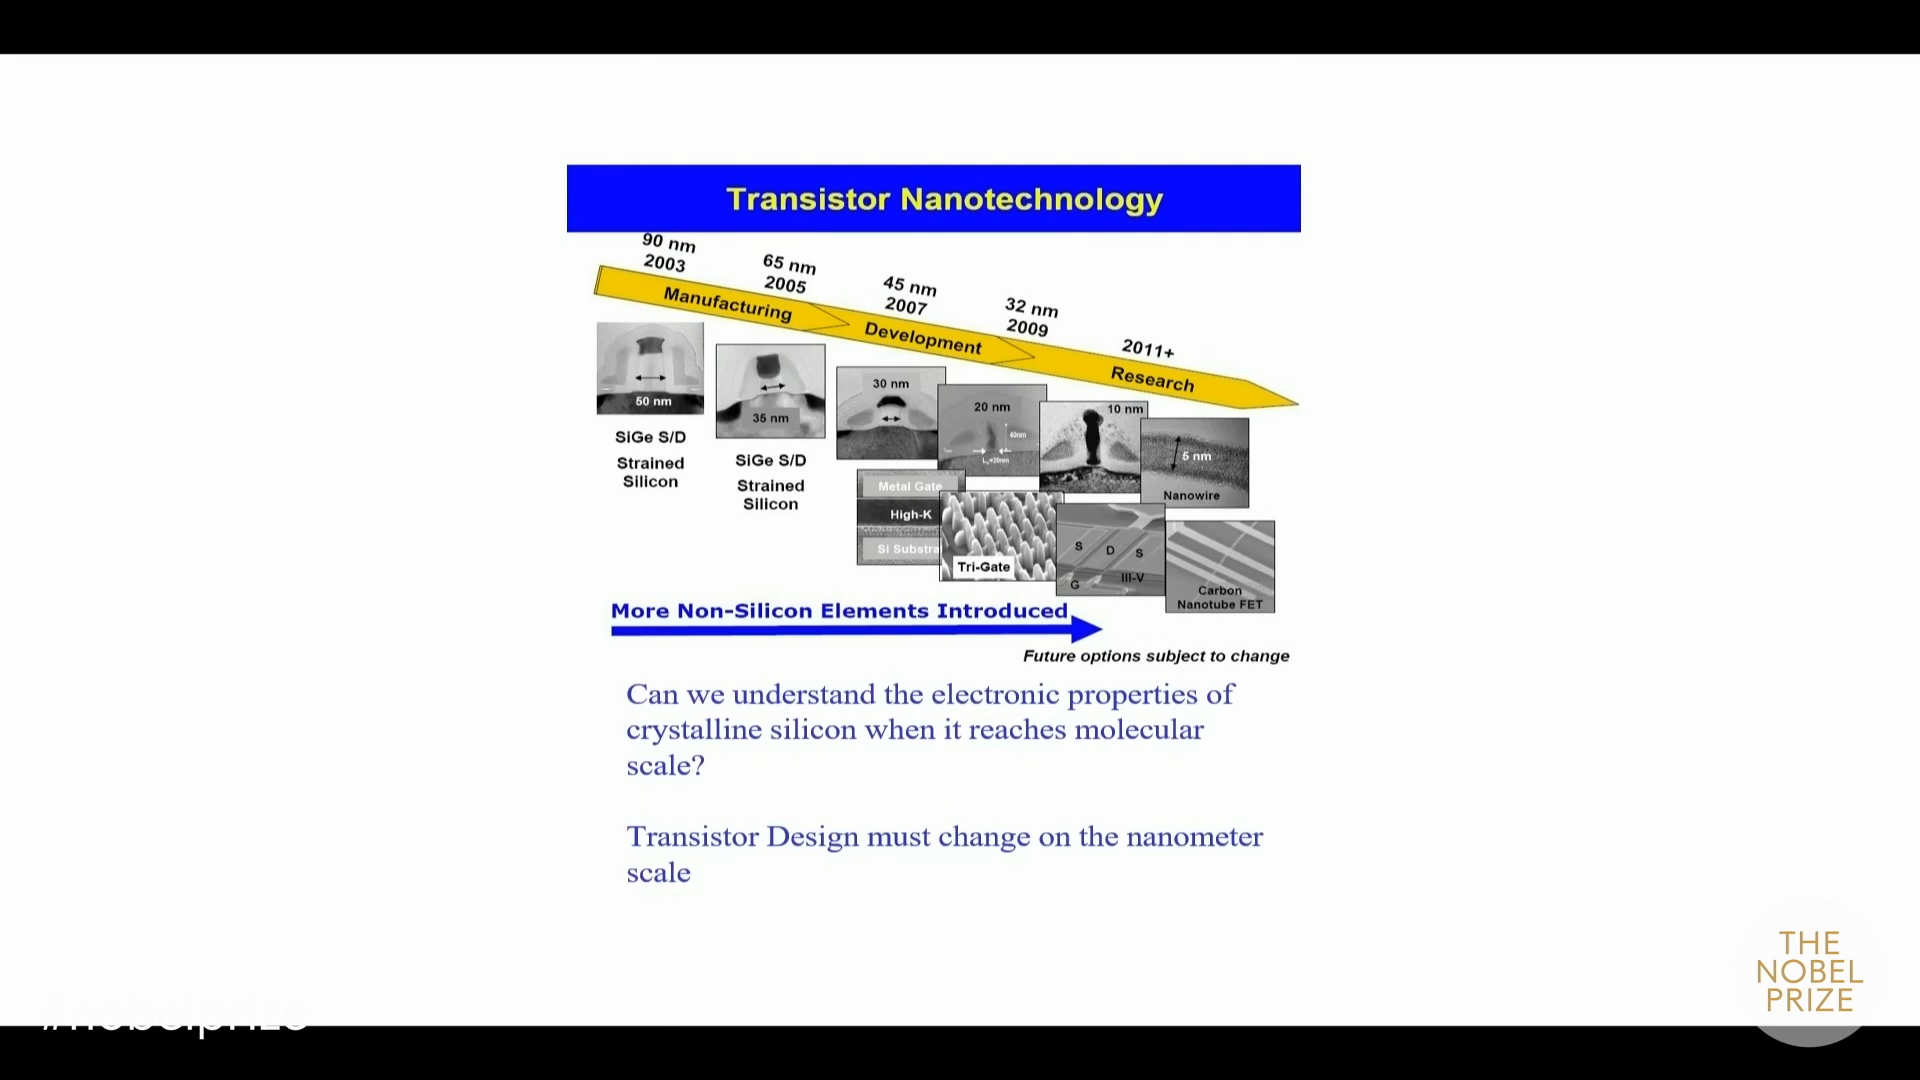 Transistor Nanotechnology
90 nm
2003
65 nm
2005
45 nm
2007
32 nm
2009
2011+
Manufacturing
Development
Research
50 nm
SiGe S/D
Strained
Silicon
35 nm
SiGe S/D
Strained
Silicon
30 nm
20 nm
40nm
10 nm
5 nm
Nanowire
Metal Gate
High-K
Si Substra
Tri-Gate
S
D
S
G
III-V
Carbon
Nanotube FET
More Non-Silicon Elements Introduced
Future options subject to change
Can we understand the electronic properties of
crystalline silicon when it reaches molecular
scale?
Transistor Design must change on the nanometer
scale
THE
NOBEL
PRIZE
#nobelprize